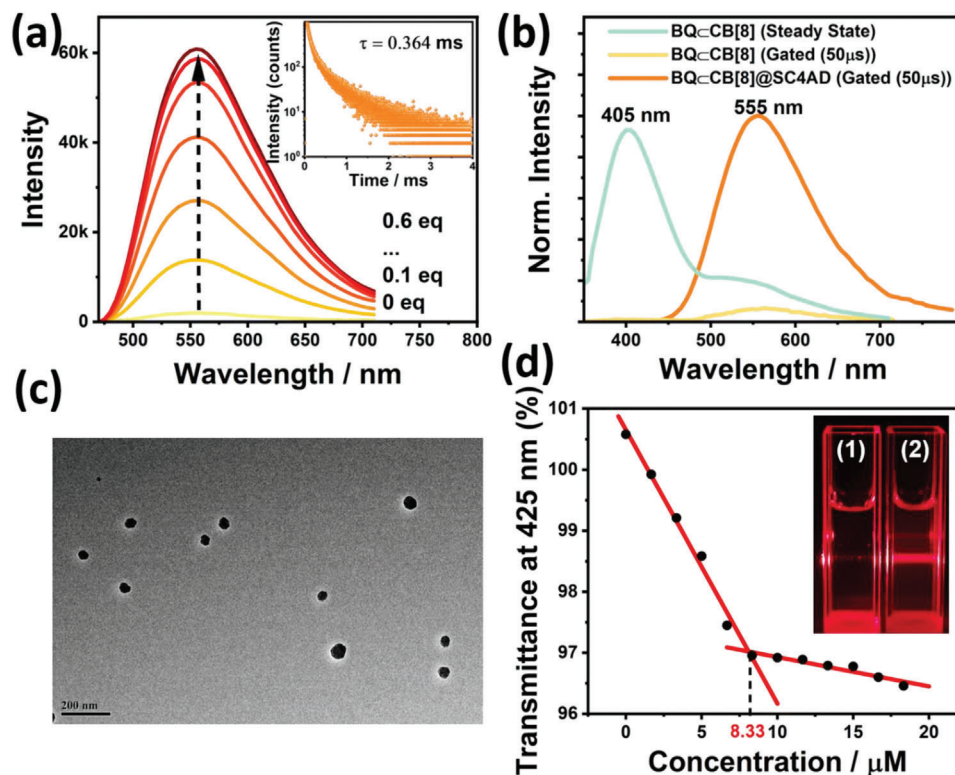 (a)
60k
40k
20k
0
Intensity
500 550 600 650 700 750 800
Wavelength / nm
0.6 eq
...
0.1 eq
0 eq
Intensity (counts)
10²
10¹
10⁰
τ = 0.364 ms
0 1 2 3 4
Time / ms
(b)
BQ⊂CB[8] (Steady State)
BQ⊂CB[8] (Gated (50μs))
BQ⊂CB[8]@SC4AD (Gated (50μs))
405 nm
555 nm
Norm. Intensity
400 500 600 700
Wavelength / nm
(c)
200 nm
(d)
Transmittance at 425 nm (%)
101
100
99
98
97
96
(1) (2)
0 5 8.33 10 15 20
Concentration / μM